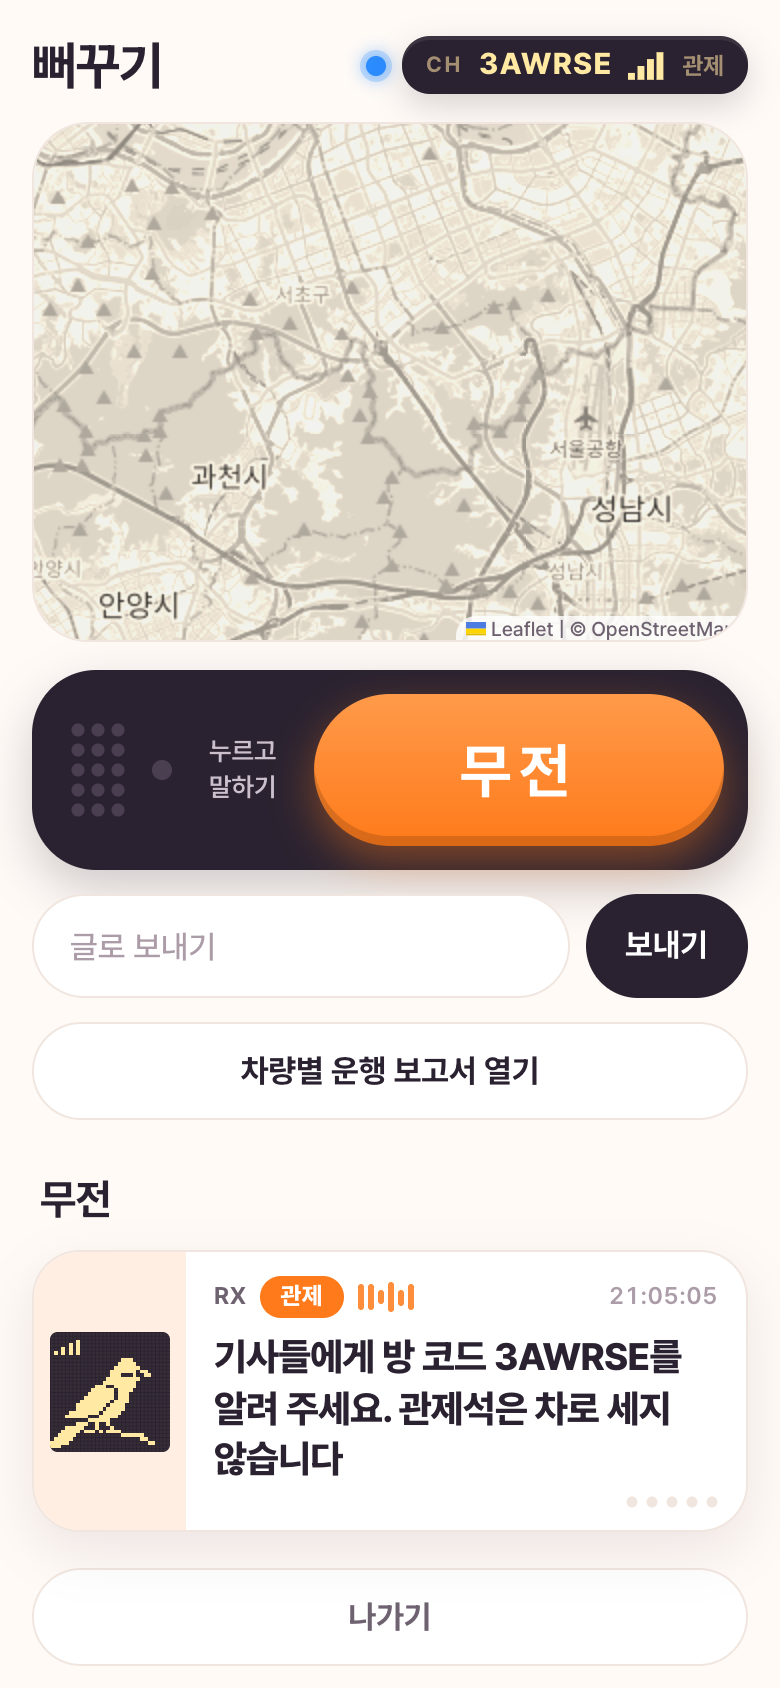 뻐꾸기
CH 3AWRSE 관제
서초구
서울공항
과천시
성남시
안양시
성남시
안양시
Leaflet | © OpenStreetMa
누르고
말하기
무전
글로 보내기
보내기
차량별 운행 보고서 열기
무전
RX 관제 21:05:05
기사들에게 방 코드 3AWRSE를
알려 주세요. 관제석은 차로 세지
않습니다
나가기